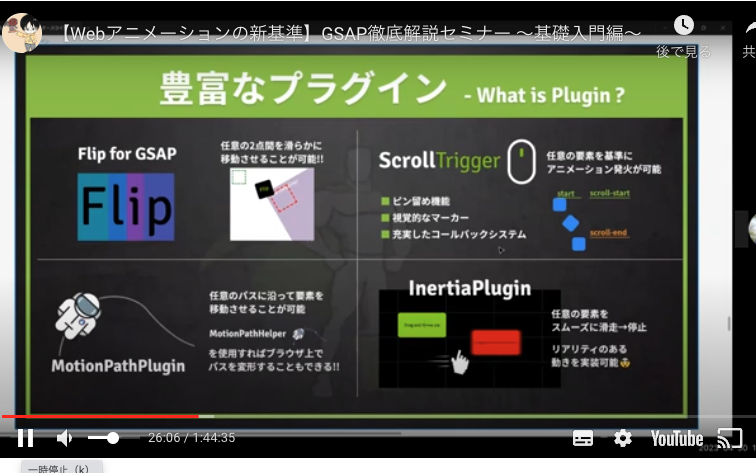 【Webアニメーションの新基準】GSAP徹底解説セミナー 〜基礎入門編〜
後で見る
共
豊富なプラグイン - What is Plugin ?
Flip for GSAP
任意の2点間を滑らかに
移動させることが可能!!
Flip
Flip
ScrollTrigger
任意の要素を基準に
アニメーション発火が可能
ピン留め機能
視覚的なマーカー
充実したコールバックシステム
start
scroll-start
scroll-end
任意のパスに沿って要素を
移動させることが可能
MotionPathHelper
を使用すればブラウザ上で
パスを変形することもできる!!
MotionPathPlugin
InertiaPlugin
任意の要素を
スムーズに滑走→停止
リアリティのある
動きを実装可能
26:06 / 1:44:35
YouTube
一時停止（k）